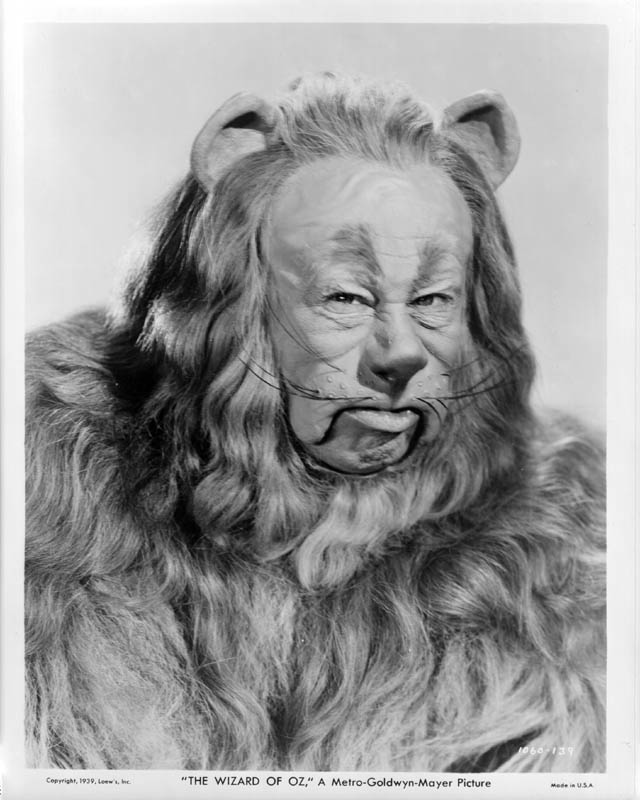 1060-139
Copyright, 1939, Loew's, Inc.
"THE WIZARD OF OZ," A Metro-Goldwyn-Mayer Picture
Made in U.S.A.